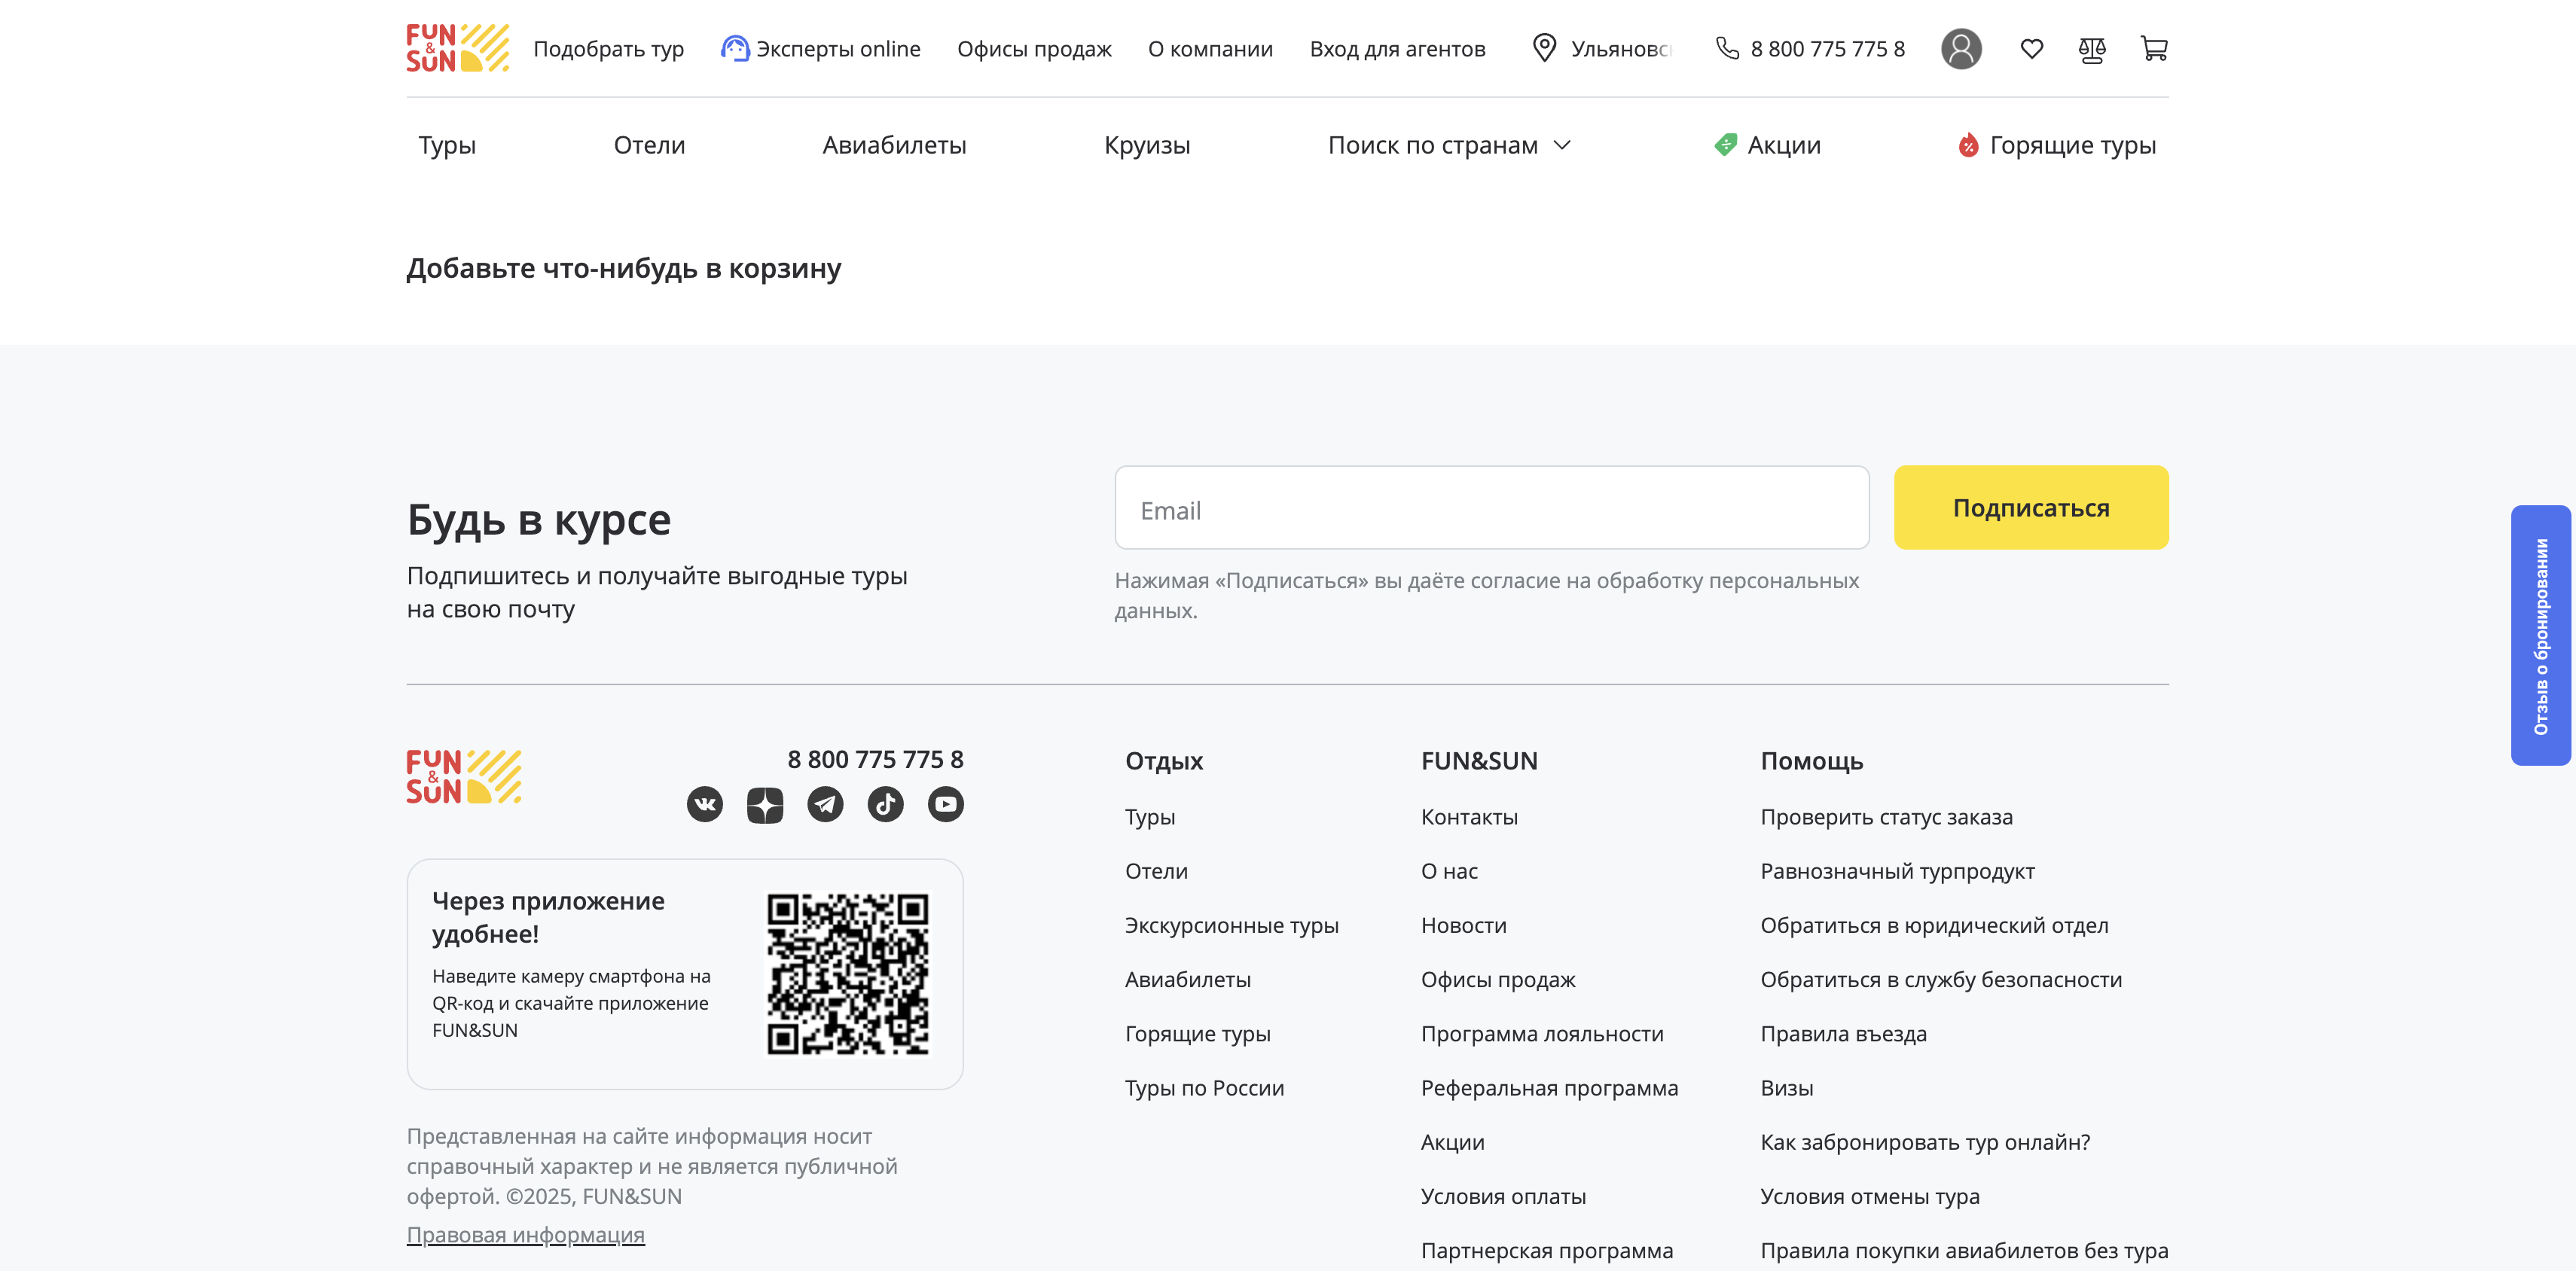 FUN & SUN
Подобрать тур
Эксперты online
Офисы продаж
О компании
Вход для агентов
Ульяновс
8 800 775 775 8
Туры
Отели
Авиабилеты
Круизы
Поиск по странам
Акции
Горящие туры
Добавьте что-нибудь в корзину
Будь в курсе
Подпишитесь и получайте выгодные туры
на свою почту
Email
Подписаться
Нажимая «Подписаться» вы даёте согласие на обработку персональных
данных.
Отзыв о бронировании
FUN & SUN
8 800 775 775 8
Через приложение
удобнее!
Наведите камеру смартфона на
QR-код и скачайте приложение
FUN&SUN
Представленная на сайте информация носит
справочный характер и не является публичной
офертой. ©2025, FUN&SUN
Правовая информация
Отдых
Туры
Отели
Экскурсионные туры
Авиабилеты
Горящие туры
Туры по России
FUN&SUN
Контакты
О нас
Новости
Офисы продаж
Программа лояльности
Реферальная программа
Акции
Условия оплаты
Партнерская программа
Помощь
Проверить статус заказа
Равнозначный турпродукт
Обратиться в юридический отдел
Обратиться в службу безопасности
Правила въезда
Визы
Как забронировать тур онлайн?
Условия отмены тура
Правила покупки авиабилетов без тура